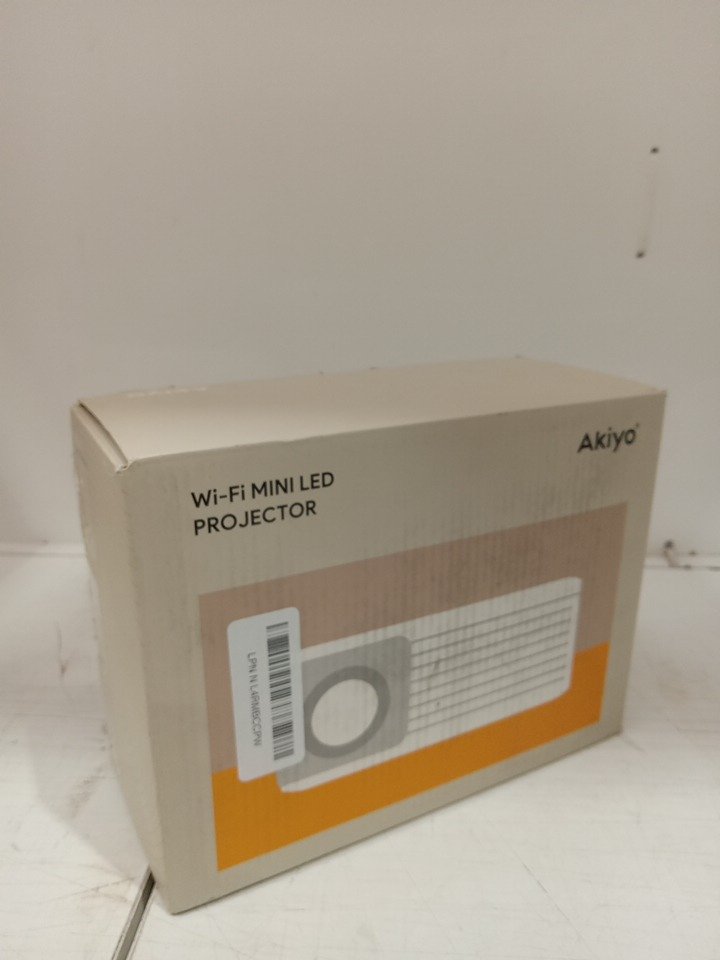 Akiyo
Wi-Fi MINI LED
PROJECTOR